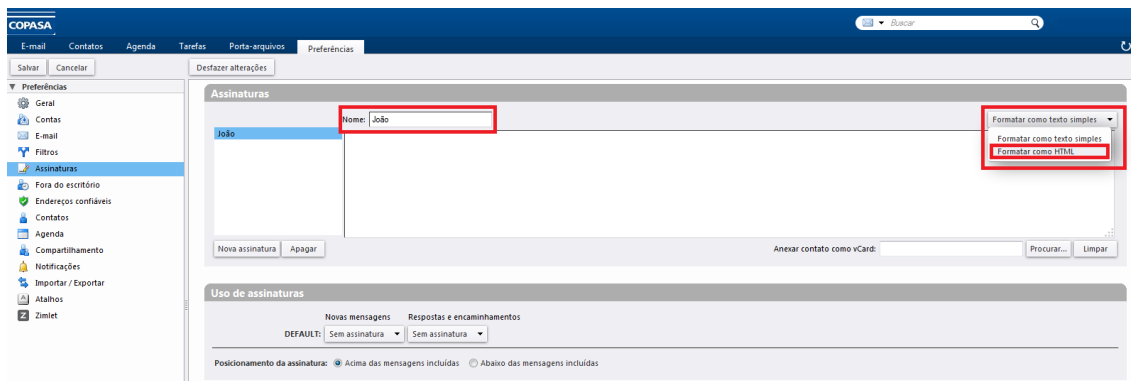 COPASA
Buscar
E-mail Contatos Agenda Tarefas Porta-arquivos Preferências
Salvar Cancelar Desfazer alterações
Preferências
Geral
Contas
E-mail
Filtros
Assinaturas
Fora do escritório
Endereços confiáveis
Contatos
Agenda
Compartilhamento
Notificações
Importar / Exportar
Atalhos
Zimlet
Assinaturas
Nome: João
Formatar como texto simples
João
Formatar como texto simples
Formatar como HTML
Nova assinatura Apagar Anexar contato como vCard: Procurar... Limpar
Uso de assinaturas
Novas mensagens Respostas e encaminhamentos
DEFAULT: Sem assinatura Sem assinatura
Posicionamento da assinatura: Acima das mensagens incluídas Abaixo das mensagens incluídas